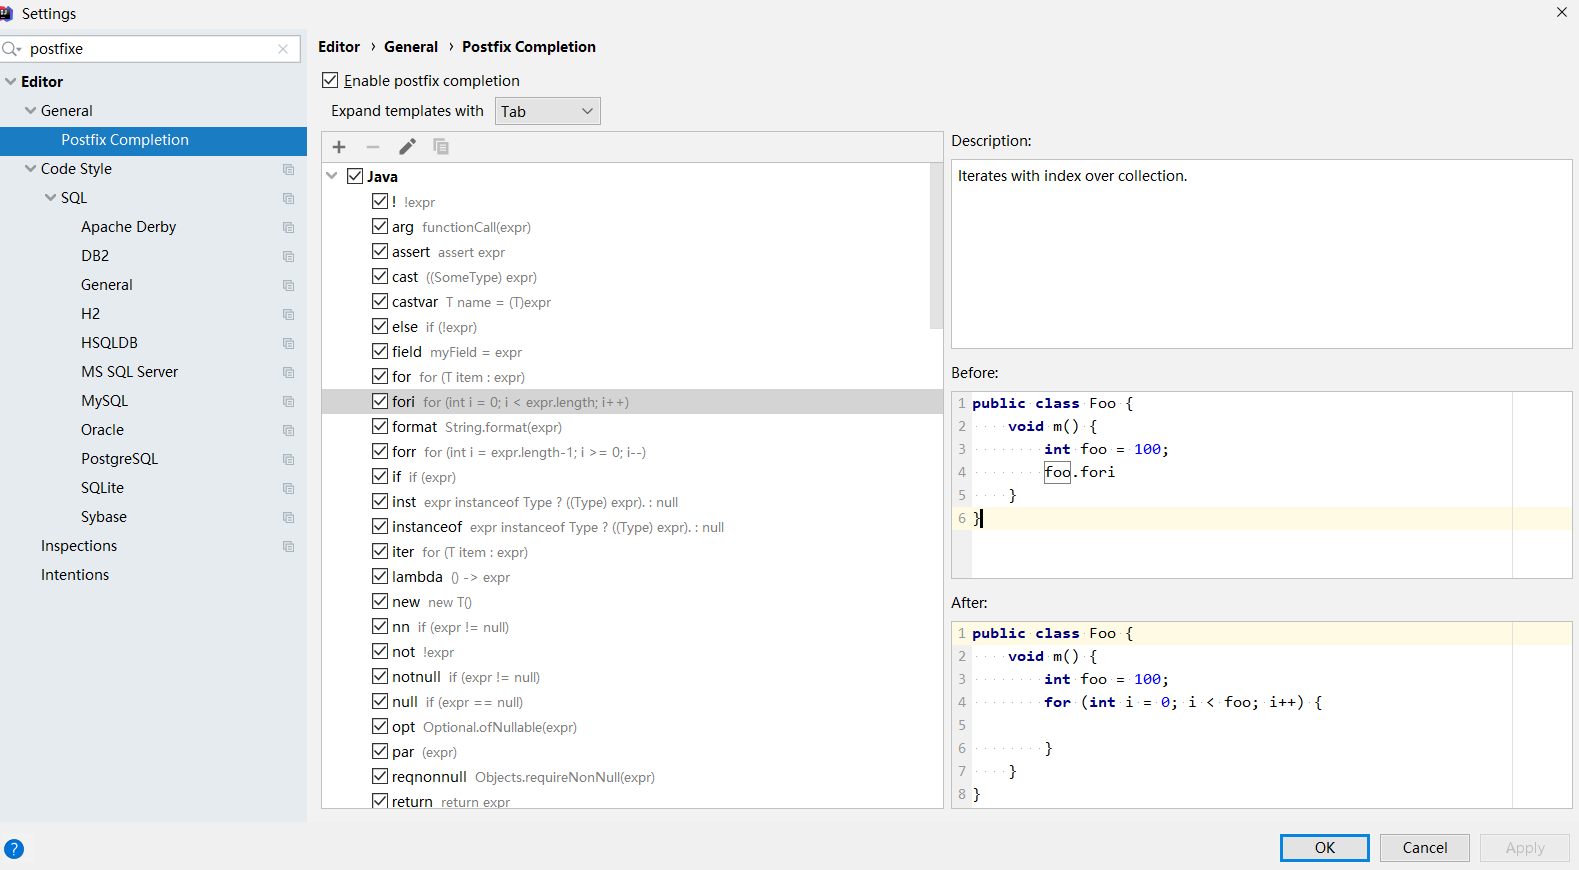 Settings
postfixe
Editor
General
Postfix Completion
Code Style
SQL
Apache Derby
DB2
General
H2
HSQLDB
MS SQL Server
MySQL
Oracle
PostgreSQL
SQLite
Sybase
Inspections
Intentions
Editor › General › Postfix Completion
Enable postfix completion
Expand templates with Tab
Java
! !expr
arg functionCall(expr)
assert assert expr
cast ((SomeType) expr)
castvar T name = (T)expr
else if (!expr)
field myField = expr
for for (T item : expr)
fori for (int i = 0; i < expr.length; i++)
format String.format(expr)
forr for (int i = expr.length-1; i >= 0; i--)
if if (expr)
inst expr instanceof Type ? ((Type) expr). : null
instanceof expr instanceof Type ? ((Type) expr). : null
iter for (T item : expr)
lambda () -> expr
new new T()
nn if (expr != null)
not !expr
notnull if (expr != null)
null if (expr == null)
opt Optional.ofNullable(expr)
par (expr)
reqnonnull Objects.requireNonNull(expr)
return return expr
Description:
Iterates with index over collection.
Before:
1 public class Foo {
2 void m() {
3 int foo = 100;
4 foo.fori
5 }
6 }
After:
1 public class Foo {
2 void m() {
3 int foo = 100;
4 for (int i = 0; i < foo; i++) {
5
6 }
7 }
8 }
?
OK Cancel Apply